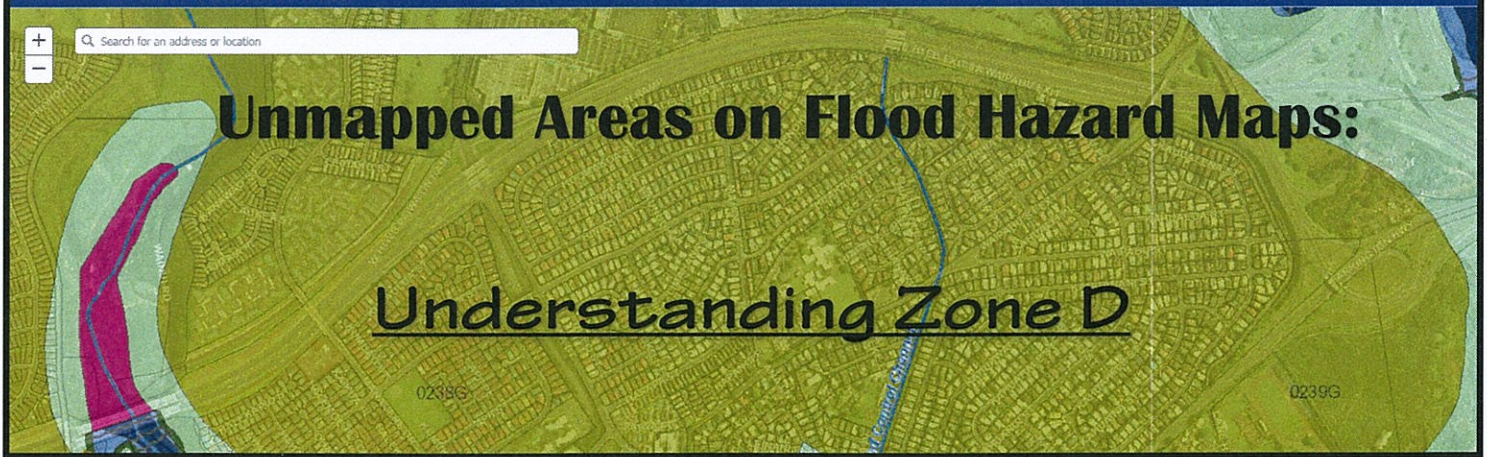 +
Search for an address or location
−
Unmapped Areas on Flood Hazard Maps:
Understanding Zone D
0238G
0239G